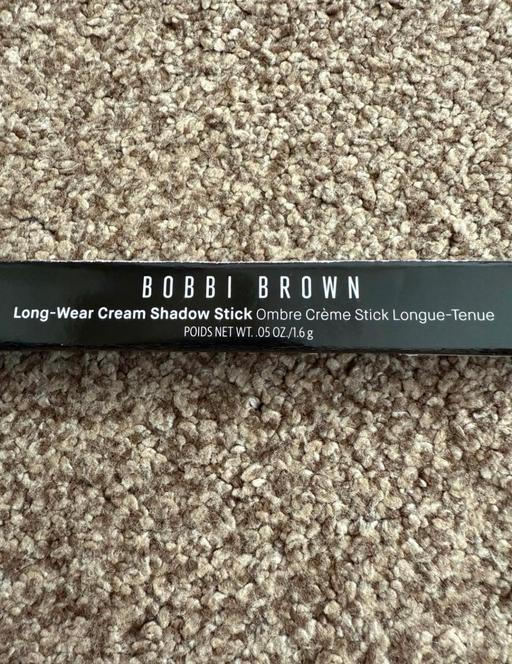 BOBBI BROWN
Long-Wear Cream Shadow Stick Ombre Crème Stick Longue-Tenue
POIDS NET WT. .05 OZ./1.6 g